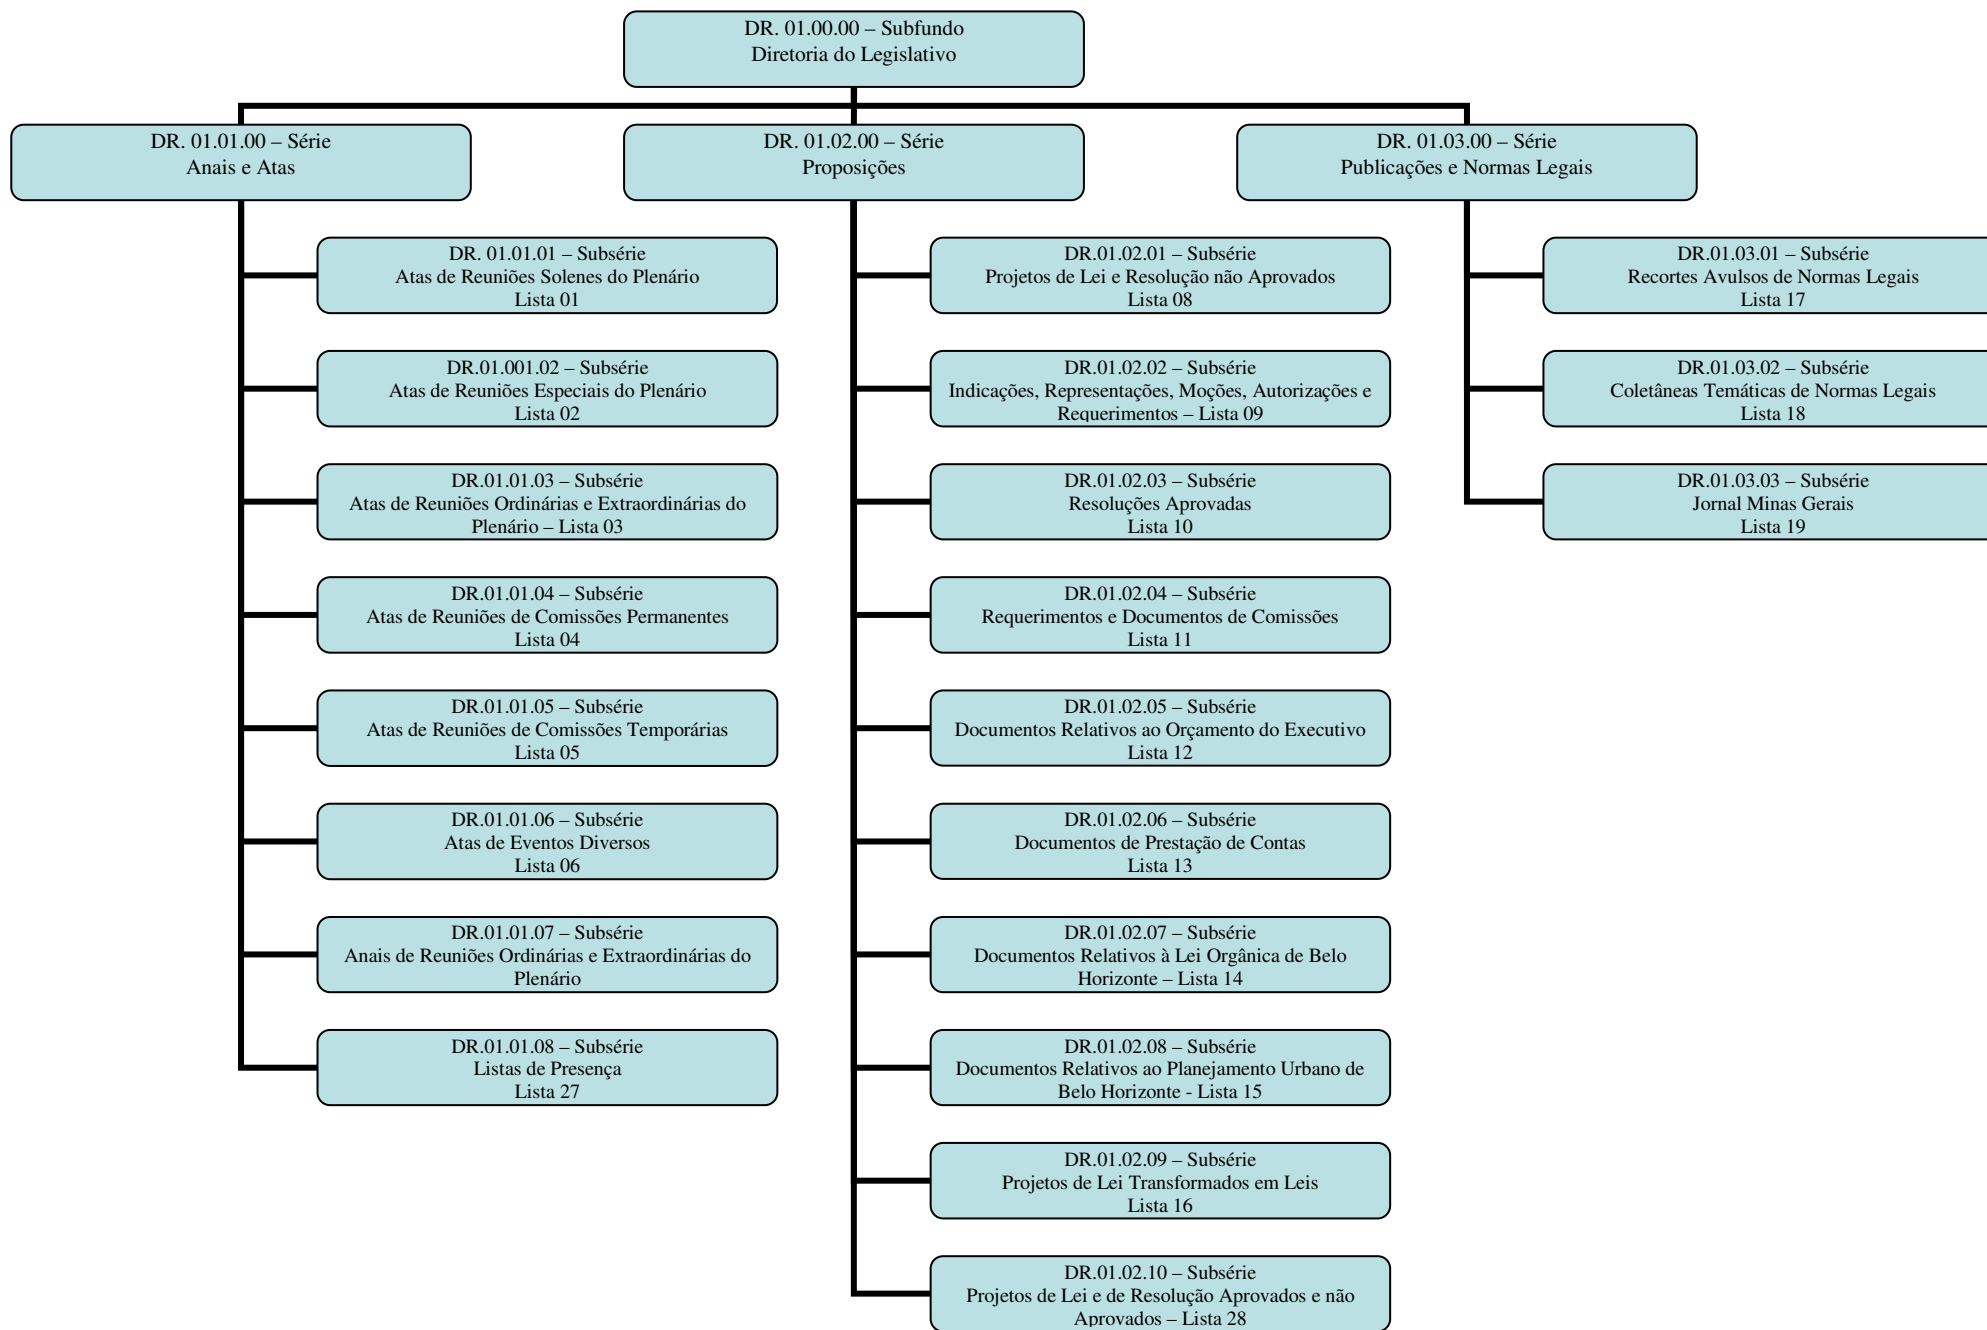 DR. 01.00.00 – Subfundo
Diretoria do Legislativo
DR. 01.01.00 – Série
Anais e Atas
DR. 01.01.01 – Subsérie
Atas de Reuniões Solenes do Plenário
Lista 01
DR.01.001.02 – Subsérie
Atas de Reuniões Especiais do Plenário
Lista 02
DR.01.01.03 – Subsérie
Atas de Reuniões Ordinárias e Extraordinárias do
Plenário – Lista 03
DR.01.01.04 – Subsérie
Atas de Reuniões de Comissões Permanentes
Lista 04
DR.01.01.05 – Subsérie
Atas de Reuniões de Comissões Temporárias
Lista 05
DR.01.01.06 – Subsérie
Atas de Eventos Diversos
Lista 06
DR.01.01.07 – Subsérie
Anais de Reuniões Ordinárias e Extraordinárias do
Plenário
DR.01.01.08 – Subsérie
Listas de Presença
Lista 27
DR. 01.02.00 – Série
Proposições
DR.01.02.01 – Subsérie
Projetos de Lei e Resolução não Aprovados
Lista 08
DR.01.02.02 – Subsérie
Indicações, Representações, Moções, Autorizações e
Requerimentos – Lista 09
DR.01.02.03 – Subsérie
Resoluções Aprovadas
Lista 10
DR.01.02.04 – Subsérie
Requerimentos e Documentos de Comissões
Lista 11
DR.01.02.05 – Subsérie
Documentos Relativos ao Orçamento do Executivo
Lista 12
DR.01.02.06 – Subsérie
Documentos de Prestação de Contas
Lista 13
DR.01.02.07 – Subsérie
Documentos Relativos à Lei Orgânica de Belo
Horizonte – Lista 14
DR.01.02.08 – Subsérie
Documentos Relativos ao Planejamento Urbano de
Belo Horizonte - Lista 15
DR.01.02.09 – Subsérie
Projetos de Lei Transformados em Leis
Lista 16
DR.01.02.10 – Subsérie
Projetos de Lei e de Resolução Aprovados e não
Aprovados – Lista 28
DR. 01.03.00 – Série
Publicações e Normas Legais
DR.01.03.01 – Subsérie
Recortes Avulsos de Normas Legais
Lista 17
DR.01.03.02 – Subsérie
Coletâneas Temáticas de Normas Legais
Lista 18
DR.01.03.03 – Subsérie
Jornal Minas Gerais
Lista 19